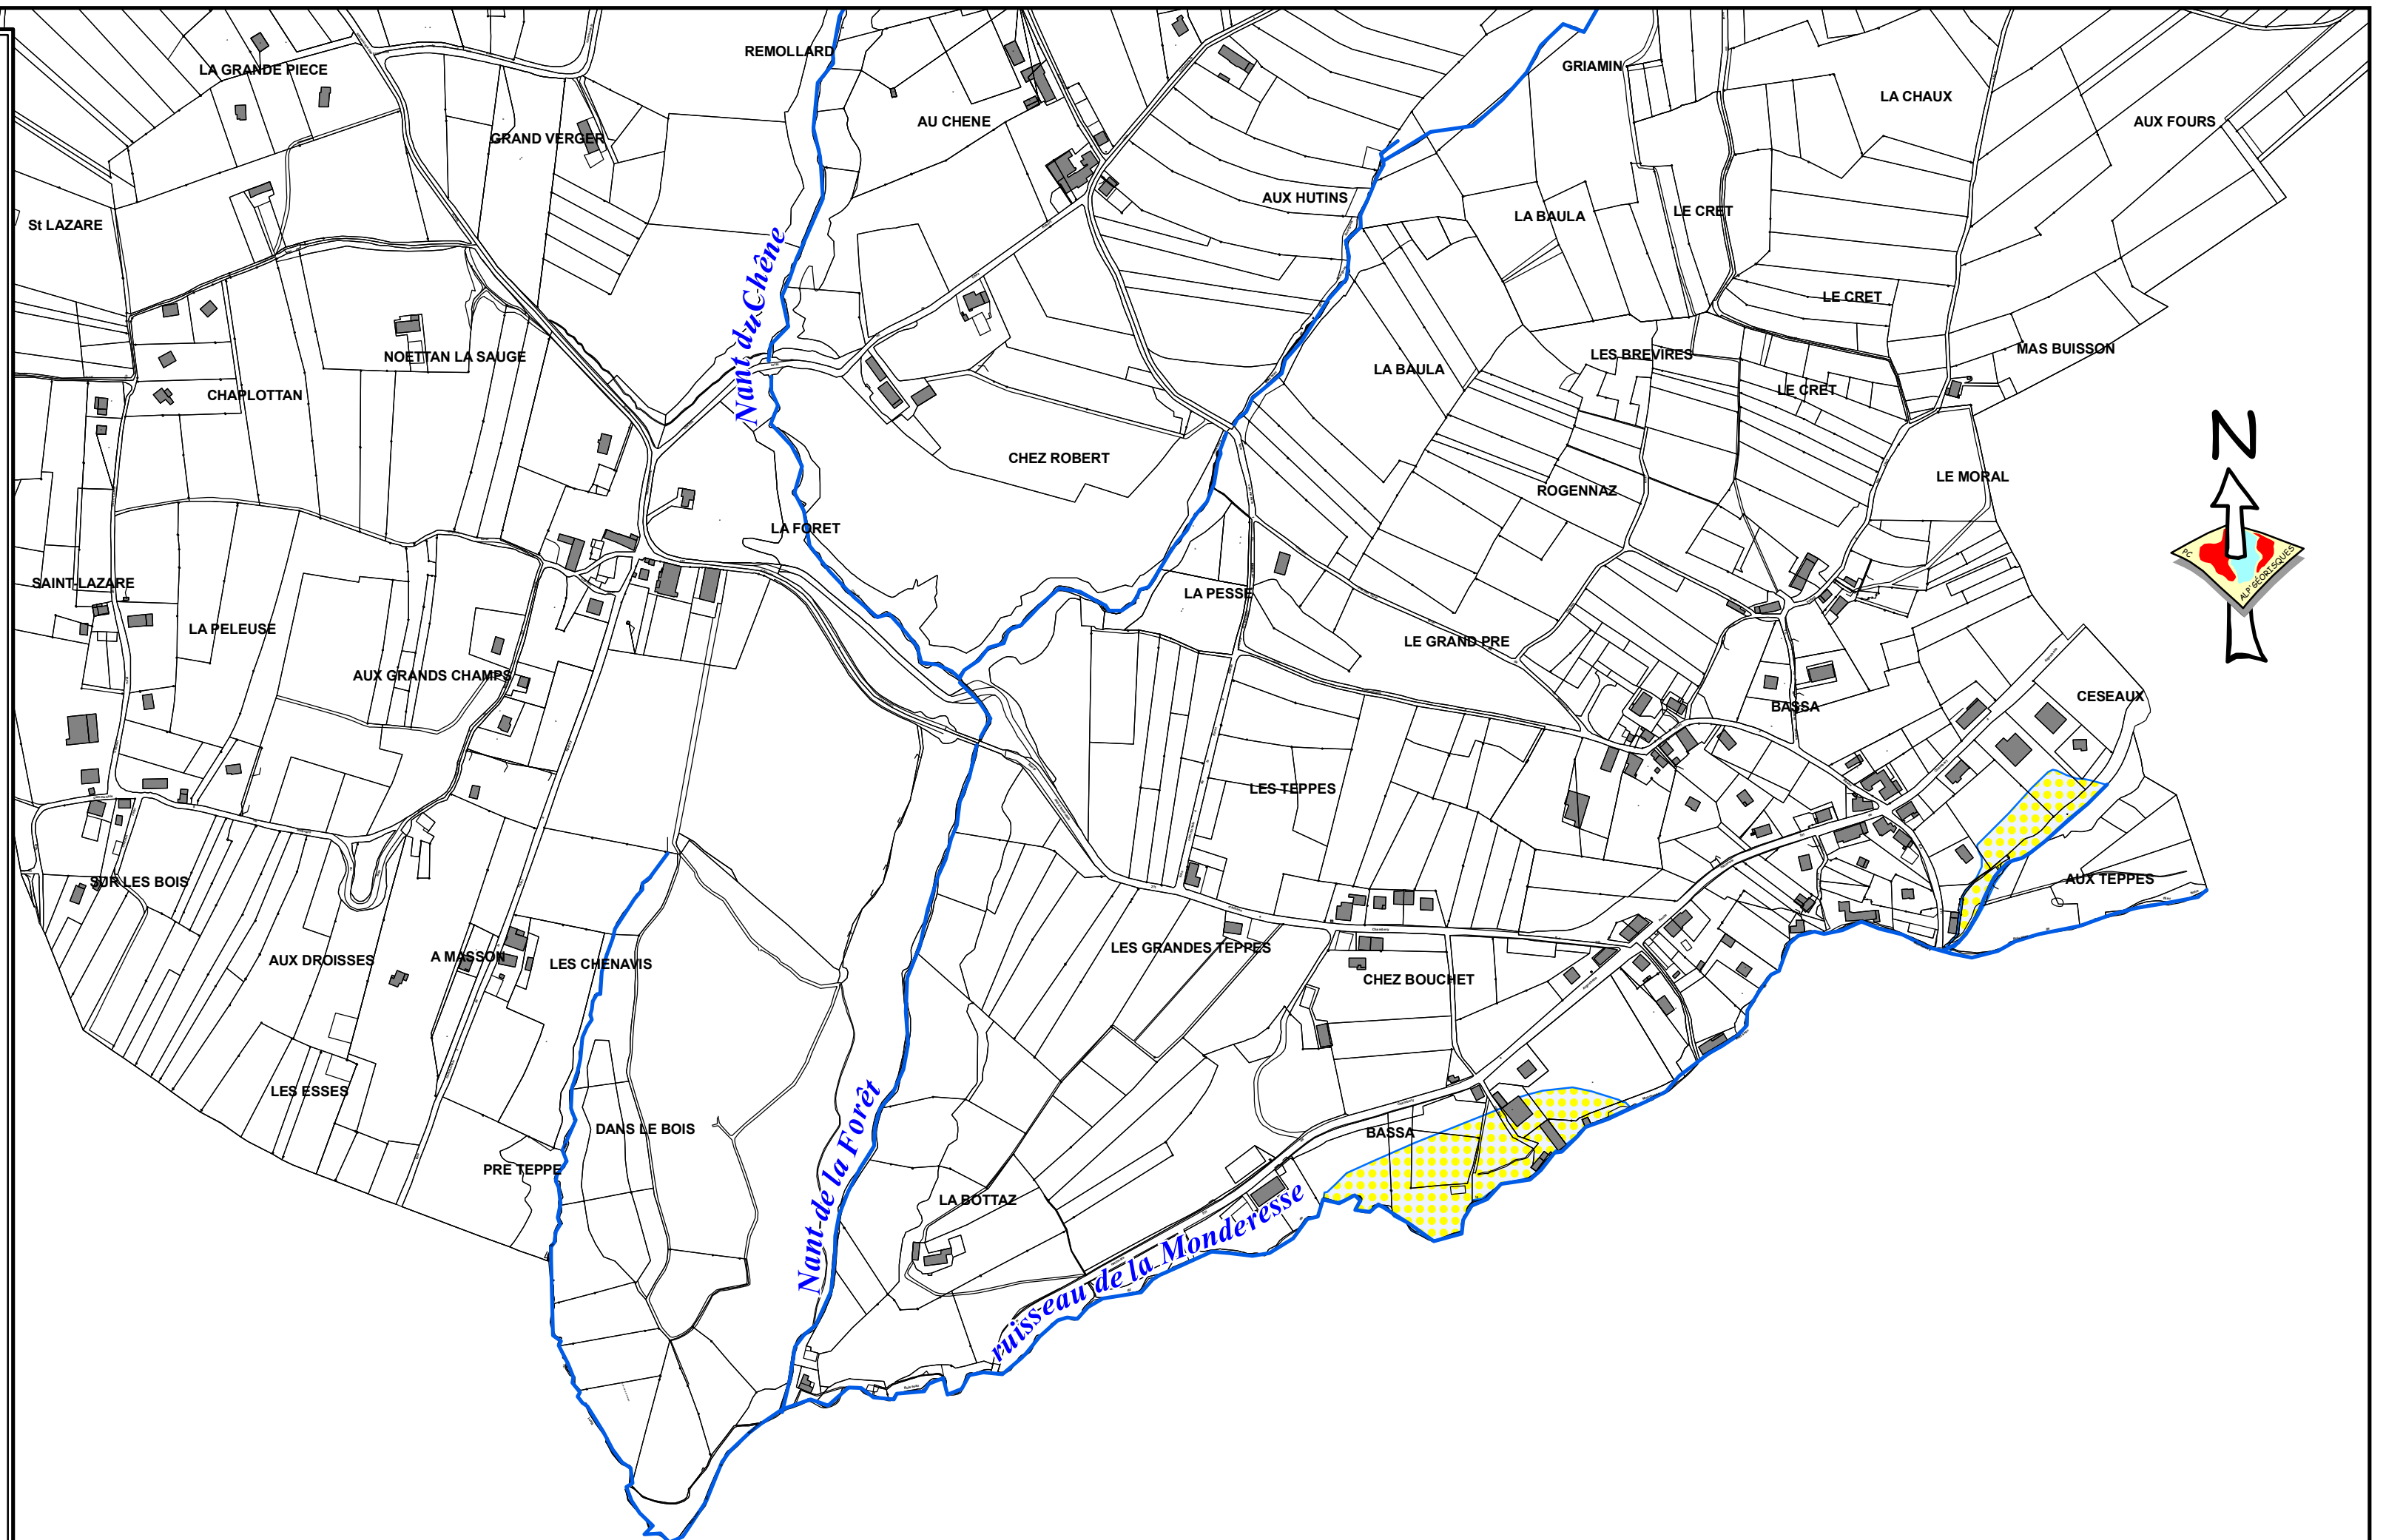 REMOLLARD
GRIAMIN
LA GRANDE PIECE
LA CHAUX
AU CHENE
AUX FOURS
GRAND VERGER
AUX HUTINS
LA BAULA
LE CRET
St LAZARE
Nant du Chêne
LE CRET
MAS BUISSON
NOETTAN LA SAUGE
LES BREVIRES
LA BAULA
LE CRET
CHAPLOTTAN
N
CHEZ ROBERT
LE MORAL
ROGENNAZ
LA FORET
PC
ALP'GÉORISQUES
SAINT-LAZARE
LA PESSE
LA PELEUSE
LE GRAND PRE
AUX GRANDS CHAMPS
CESEAUX
BASSA
LES TEPPES
SUR LES BOIS
AUX TEPPES
LES GRANDES TEPPES
A MASSON
AUX DROISSES
LES CHENAVIS
CHEZ BOUCHET
LES ESSES
DANS LE BOIS
BASSA
Nant de la Forêt
PRE TEPPE
LA BOTTAZ
ruisseau de la Monderesse